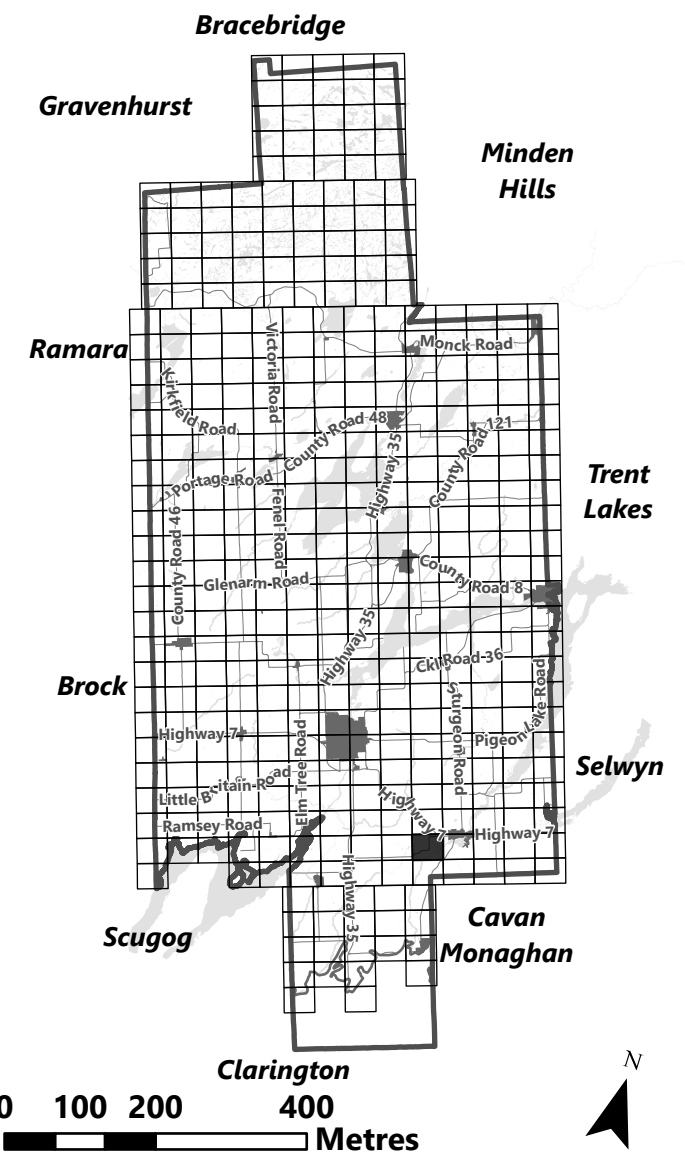 Bracebridge
Gravenhurst
Minden
Hills
Ramara
Victoria Road
Monck Road
Kirkfield Road
County Road 48
Highway 35
County Road 121
Portage Road
Trent
Lakes
County Road 46
Fenel Road
Glenarm Road
County Road 8
Highway 35
Ckl Road 36
Brock
Sturgeon Road
Pigeon Lake Road
Highway 7
Elm Tree Road
Selwyn
Little Britain Road
Highway 7
Ramsey Road
Highway 7
Highway 35
Scugog
Cavan
Monaghan
Clarington
N
0 100 200 400
Metres